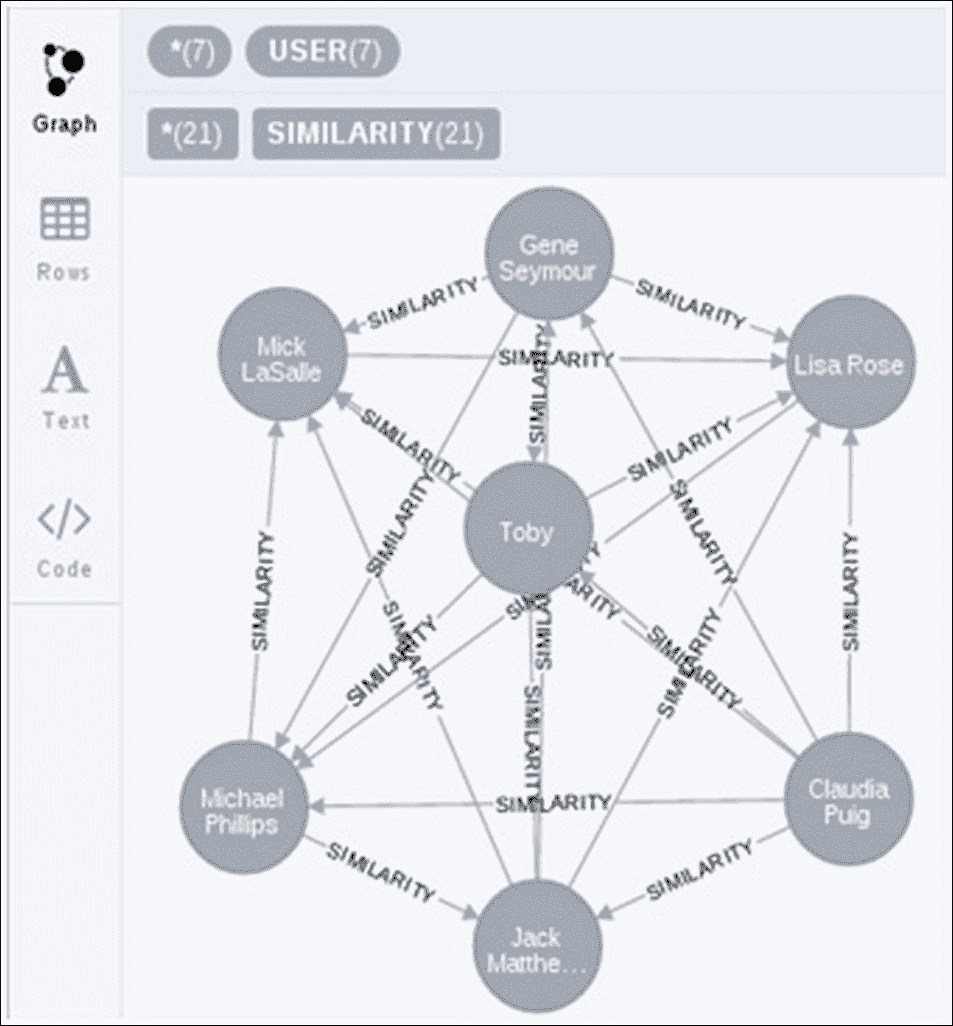 *(7) USER(7)
*(21) SIMILARITY(21)
Graph
Rows
Text
Code
Gene
Seymour
SIMILARITY
SIMILARITY
Mick
LaSalle
SIMILARITY
Lisa Rose
SIMILARITY
SIMILARITY
SIMILARITY
Toby
SIMILARITY
SIMILARITY
SIMILARITY
SIMILARITY
SIMILARITY
SIMILARITY
SIMILARITY
SIMILARITY
SIMILARITY
SIMILARITY
Michael
Phillips
SIMILARITY
Claudia
Puig
SIMILARITY
SIMILARITY
Jack
Matthe…